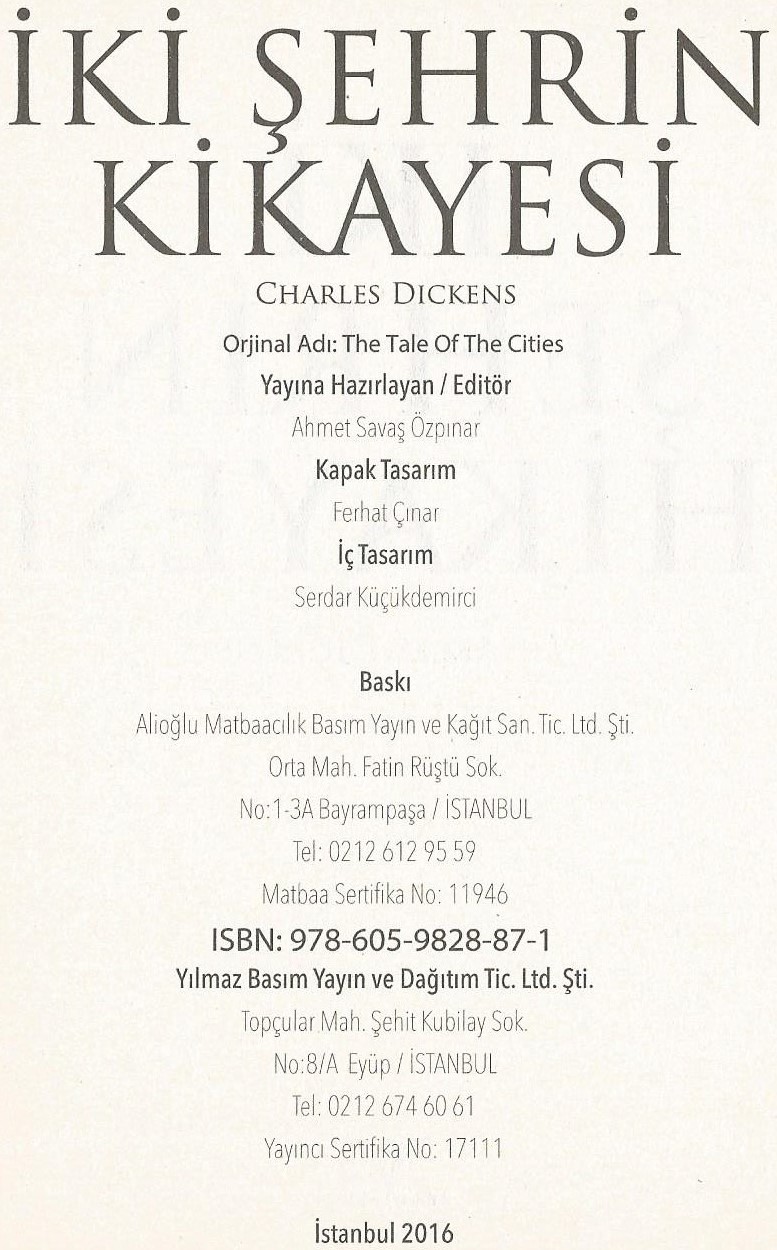 İKİ ŞEHRİN
KİKAYESİ
CHARLES DICKENS
Orjinal Adı: The Tale Of The Cities
Yayına Hazırlayan / Editör
Ahmet Savaş Özpınar
Kapak Tasarım
Ferhat Çınar
İç Tasarım
Serdar Küçükdemirci
Baskı
Alioğlu Matbaacılık Basım Yayın ve Kağıt San. Tic. Ltd. Şti.
Orta Mah. Fatin Rüştü Sok.
No:1-3A Bayrampaşa / İSTANBUL
Tel: 0212 612 95 59
Matbaa Sertifika No: 11946
ISBN: 978-605-9828-87-1
Yılmaz Basım Yayın ve Dağıtım Tic. Ltd. Şti.
Topçular Mah. Şehit Kubilay Sok.
No:8/A Eyüp / İSTANBUL
Tel: 0212 674 60 61
Yayıncı Sertifika No: 17111
İstanbul 2016